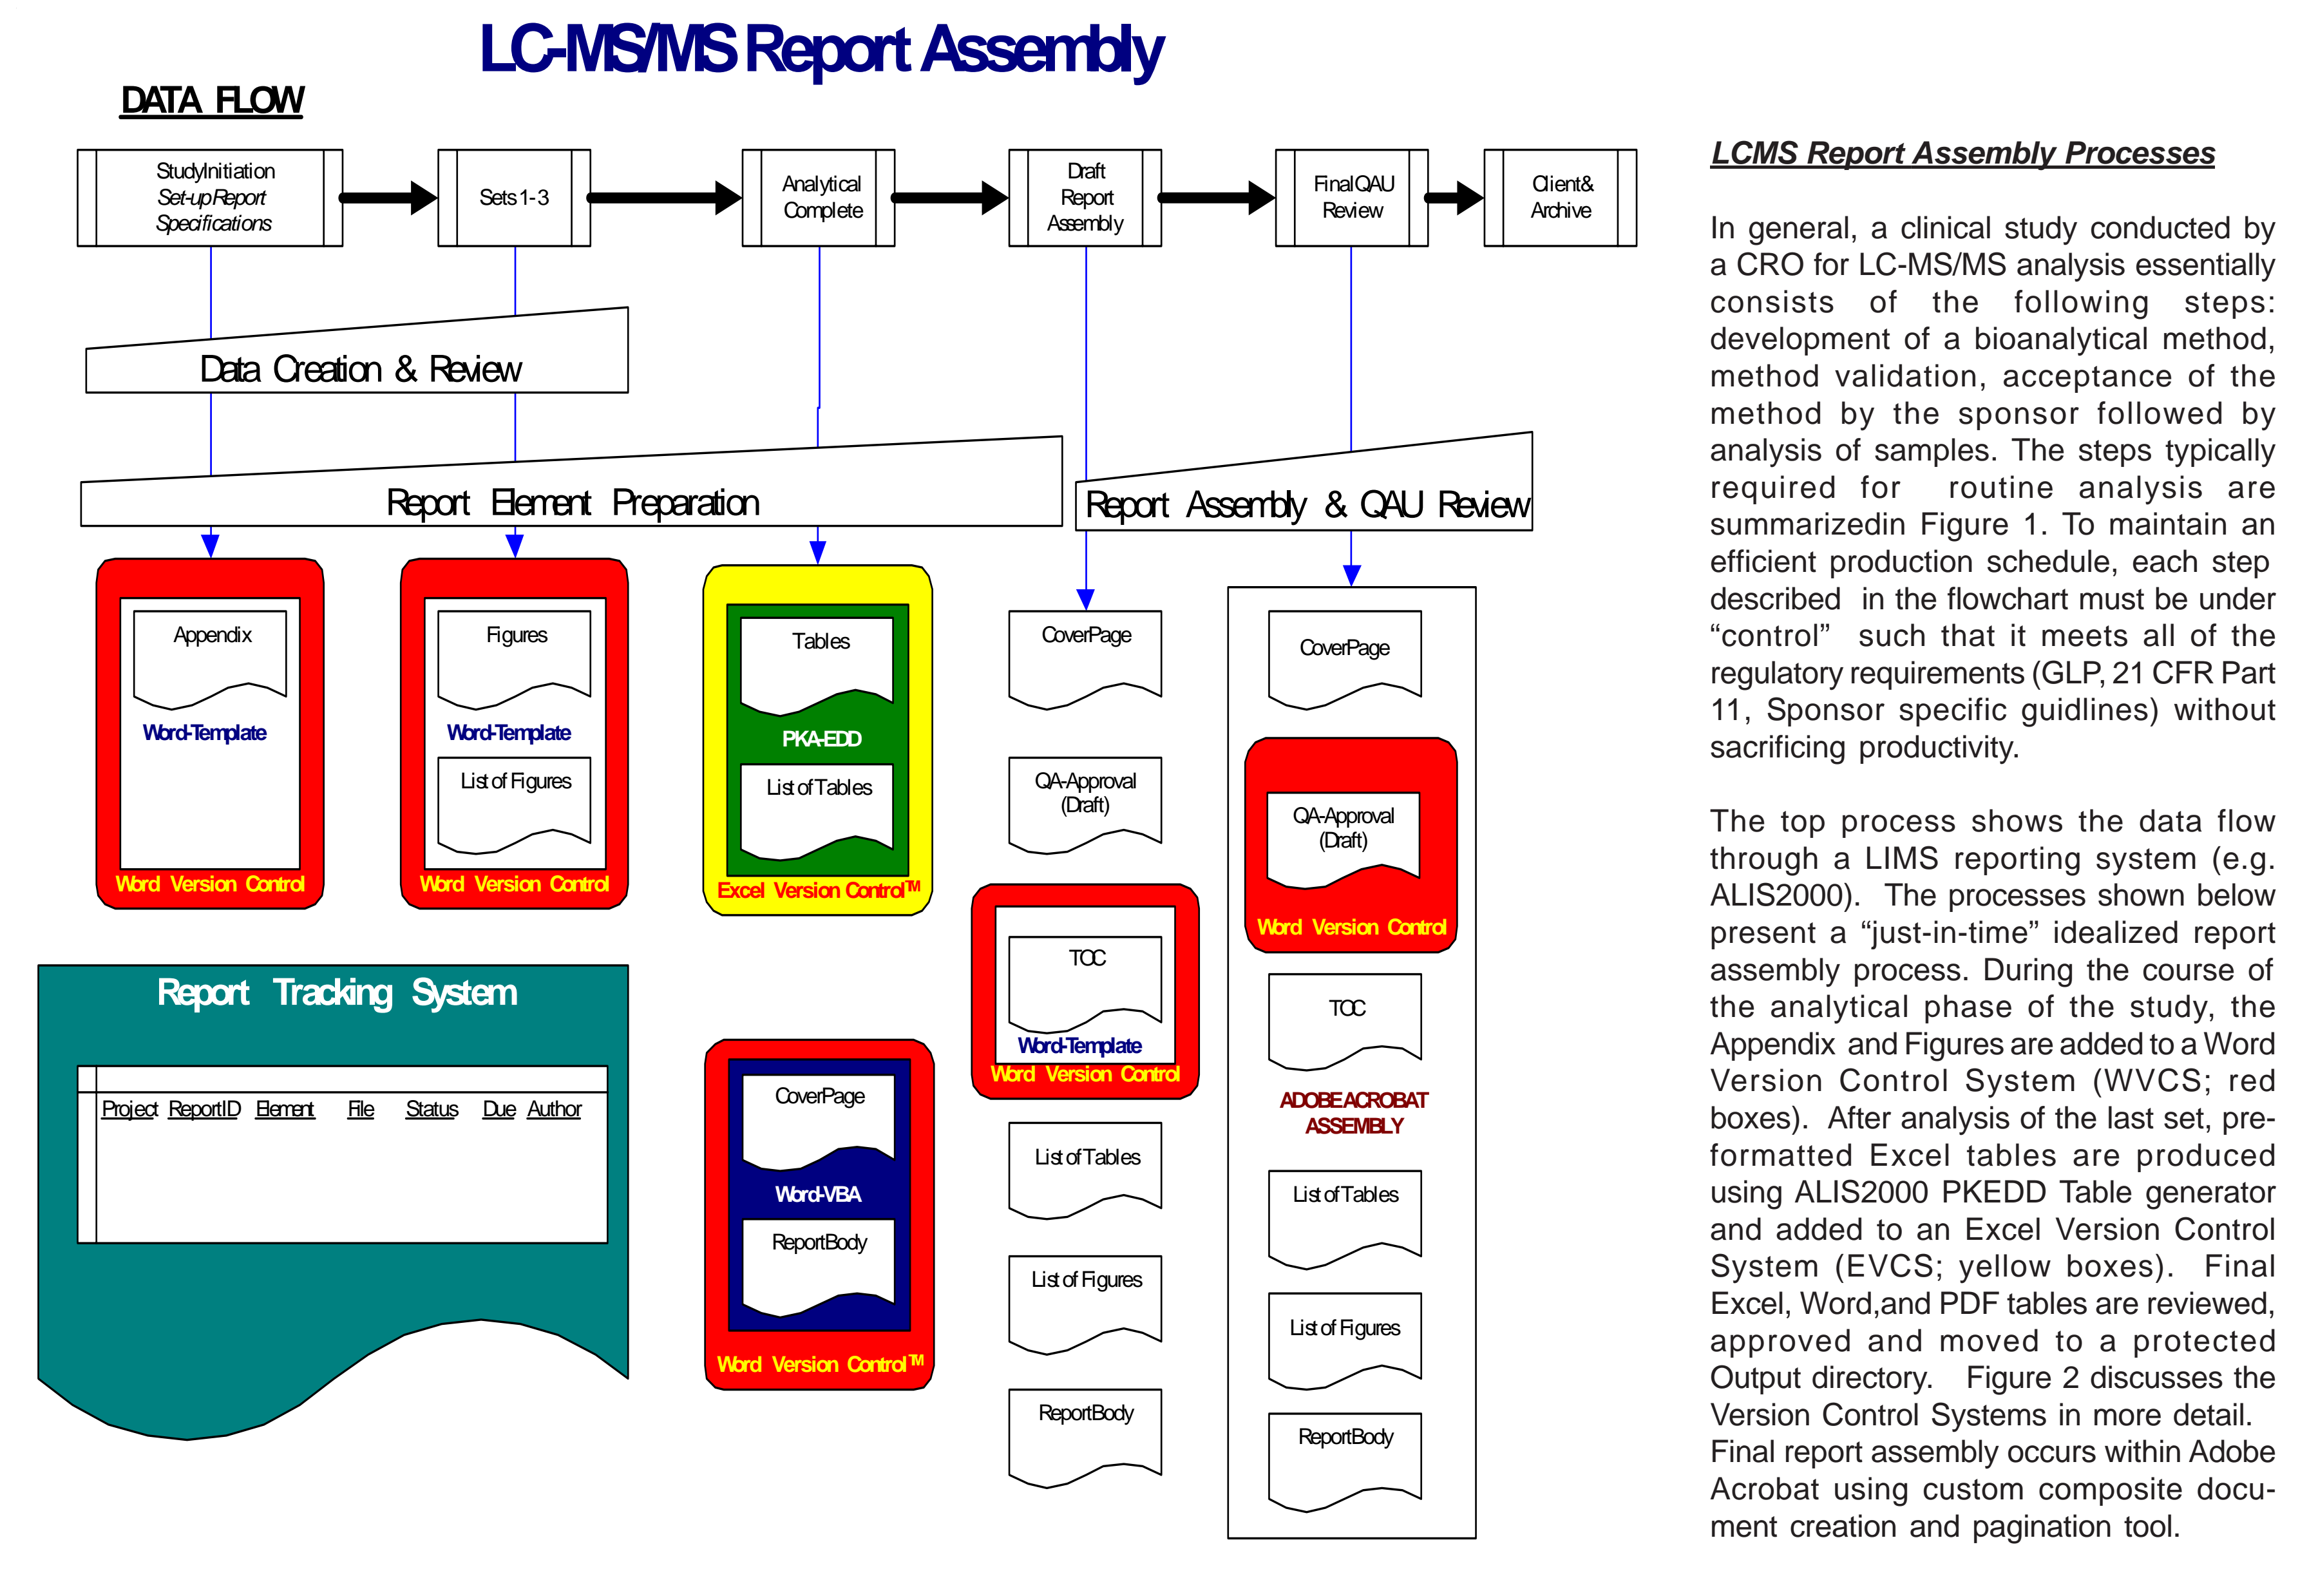 LC-MS/MS Report Assembly
DATA FLOW
Study Initiation
Set-up Report
Specifications
Sets 1-3
Analytical
Complete
Draft
Report
Assembly
Final QAU
Review
Client &
Archive
Data Creation & Review
Report Element Preparation
Report Assembly & QAU Review
Appendix
Word-Template
Word Version Control
Figures
Word-Template
List of Figures
Word Version Control
Tables
PKA-EDD
List of Tables
Excel Version Control™
Cover Page
Word-VBA
Report Body
Word Version Control™
Cover Page
QA-Approval
(Draft)
TOC
Word-Template
Word Version Control
List of Tables
List of Figures
Report Body
Cover Page
QA-Approval
(Draft)
Word Version Control
TOC
ADOBE ACROBAT
ASSEMBLY
List of Tables
List of Figures
Report Body
Report Tracking System
Project ReportID Element File Status Due Author
LCMS Report Assembly Processes
In general, a clinical study conducted by
a CRO for LC-MS/MS analysis essentially
consists of the following steps:
development of a bioanalytical method,
method validation, acceptance of the
method by the sponsor followed by
analysis of samples. The steps typically
required for routine analysis are
summarizedin Figure 1. To maintain an
efficient production schedule, each step
described in the flowchart must be under
“control” such that it meets all of the
regulatory requirements (GLP, 21 CFR Part
11, Sponsor specific guidlines) without
sacrificing productivity.
The top process shows the data flow
through a LIMS reporting system (e.g.
ALIS2000). The processes shown below
present a “just-in-time” idealized report
assembly process. During the course of
the analytical phase of the study, the
Appendix and Figures are added to a Word
Version Control System (WVCS; red
boxes). After analysis of the last set, pre-
formatted Excel tables are produced
using ALIS2000 PKEDD Table generator
and added to an Excel Version Control
System (EVCS; yellow boxes). Final
Excel, Word,and PDF tables are reviewed,
approved and moved to a protected
Output directory. Figure 2 discusses the
Version Control Systems in more detail.
Final report assembly occurs within Adobe
Acrobat using custom composite docu-
ment creation and pagination tool.